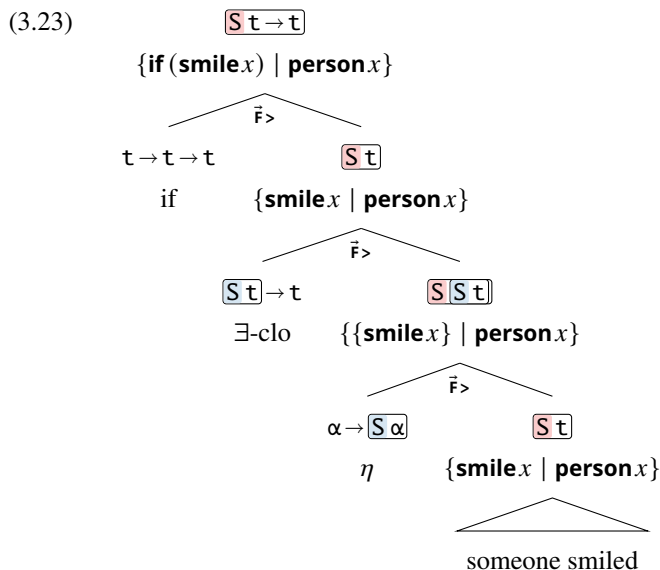 (3.23)
S t → t
{if (smile x) | person x}
F⃗>
t → t → t
S t
if
{smile x | person x}
F⃗>
S t → t
S S t
∃-clo
{{smile x} | person x}
F⃗>
α → S α
S t
η
{smile x | person x}
someone smiled